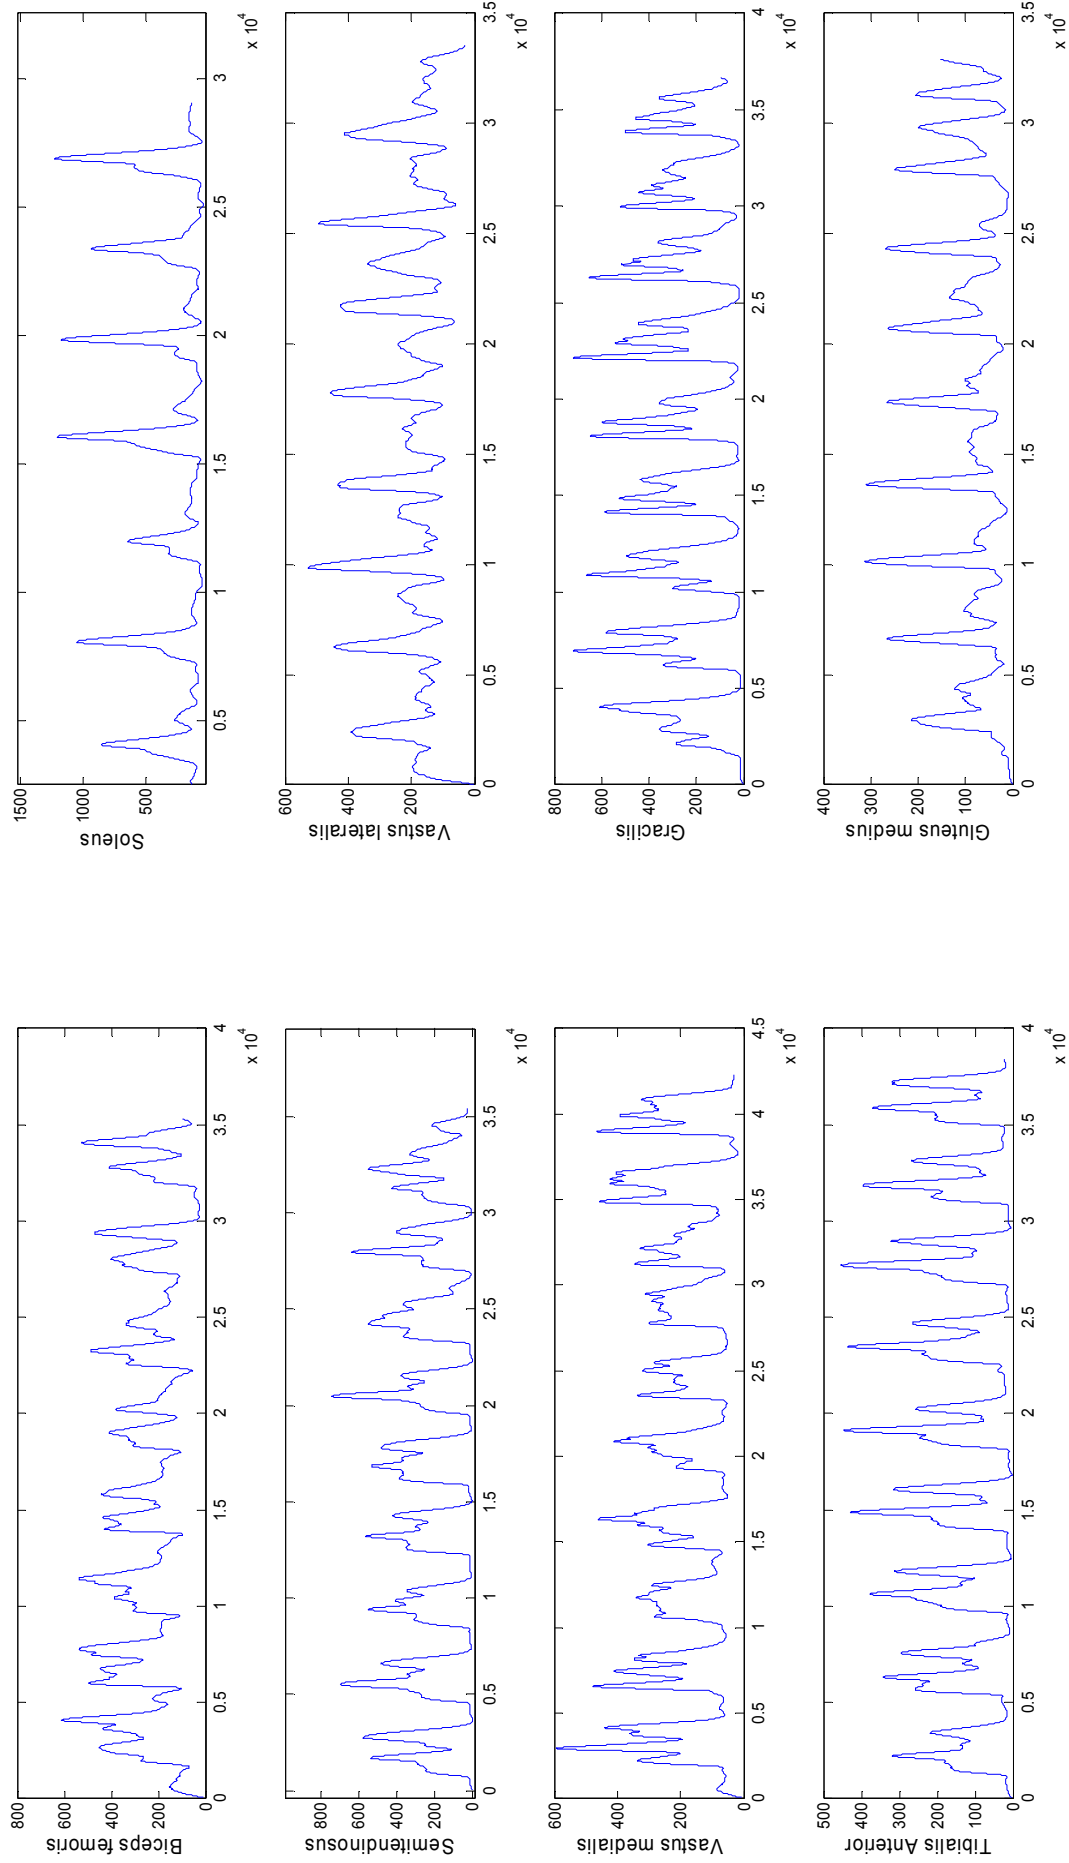 Biceps femoris
800
600
400
200
0
0 0.5 1 1.5 2 2.5 3 3.5 4
x 10^4
Soleus
1500
1000
500
0.5 1 1.5 2 2.5 3
x 10^4
Semitendinosus
800
600
400
200
0 0.5 1 1.5 2 2.5 3 3.5
x 10^4
Vastus lateralis
600
400
200
0
0 0.5 1 1.5 2 2.5 3 3.5
x 10^4
Vastus medialis
600
400
200
0
0 0.5 1 1.5 2 2.5 3 3.5 4 4.5
x 10^4
Gracilis
800
600
400
200
0
0 0.5 1 1.5 2 2.5 3 3.5 4
x 10^4
Tibialis Anterior
500
400
300
200
100
0
0 0.5 1 1.5 2 2.5 3 3.5 4
x 10^4
Gluteus medius
400
300
200
100
0
0 0.5 1 1.5 2 2.5 3 3.5
x 10^4